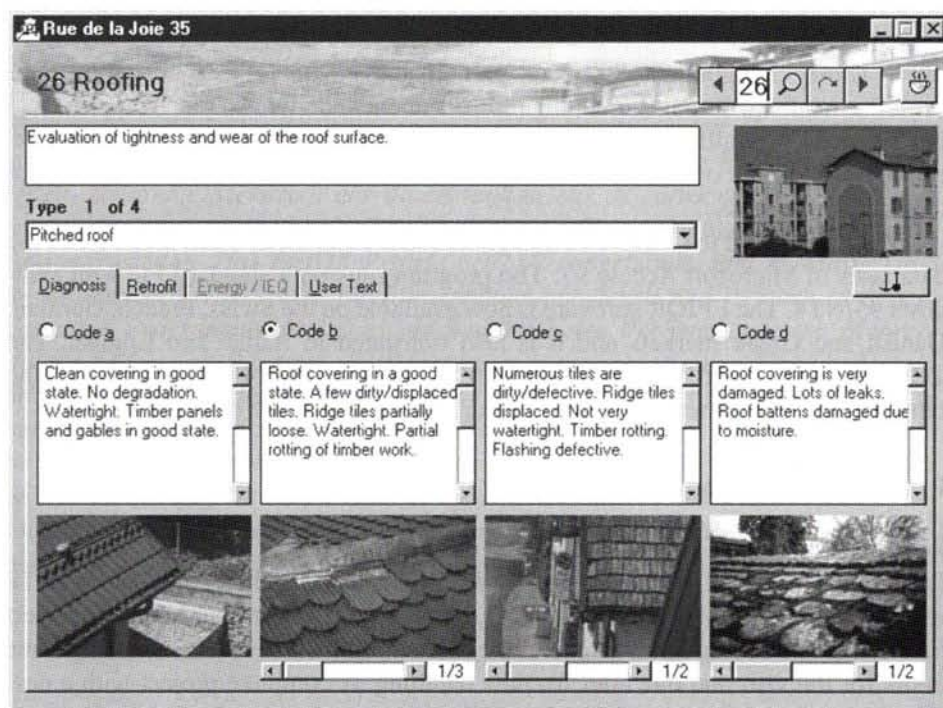 Rue de la Joie 35
26 Roofing
26
Evaluation of tightness and wear of the roof surface.
Type 1 of 4
Pitched roof
Diagnosis Retrofit Energy / IEQ User Text
Code a
Clean covering in good
state. No degradation.
Watertight. Timber panels
and gables in good state.
Code b
Roof covering in a good
state. A few dirty/displaced
tiles. Ridge tiles partially
loose. Watertight. Partial
rotting of timber work.
Code c
Numerous tiles are
dirty/defective. Ridge tiles
displaced. Not very
watertight. Timber rotting.
Flashing defective.
Code d
Roof covering is very
damaged. Lots of leaks.
Roof battens damaged due
to moisture.
1/3
1/2
1/2